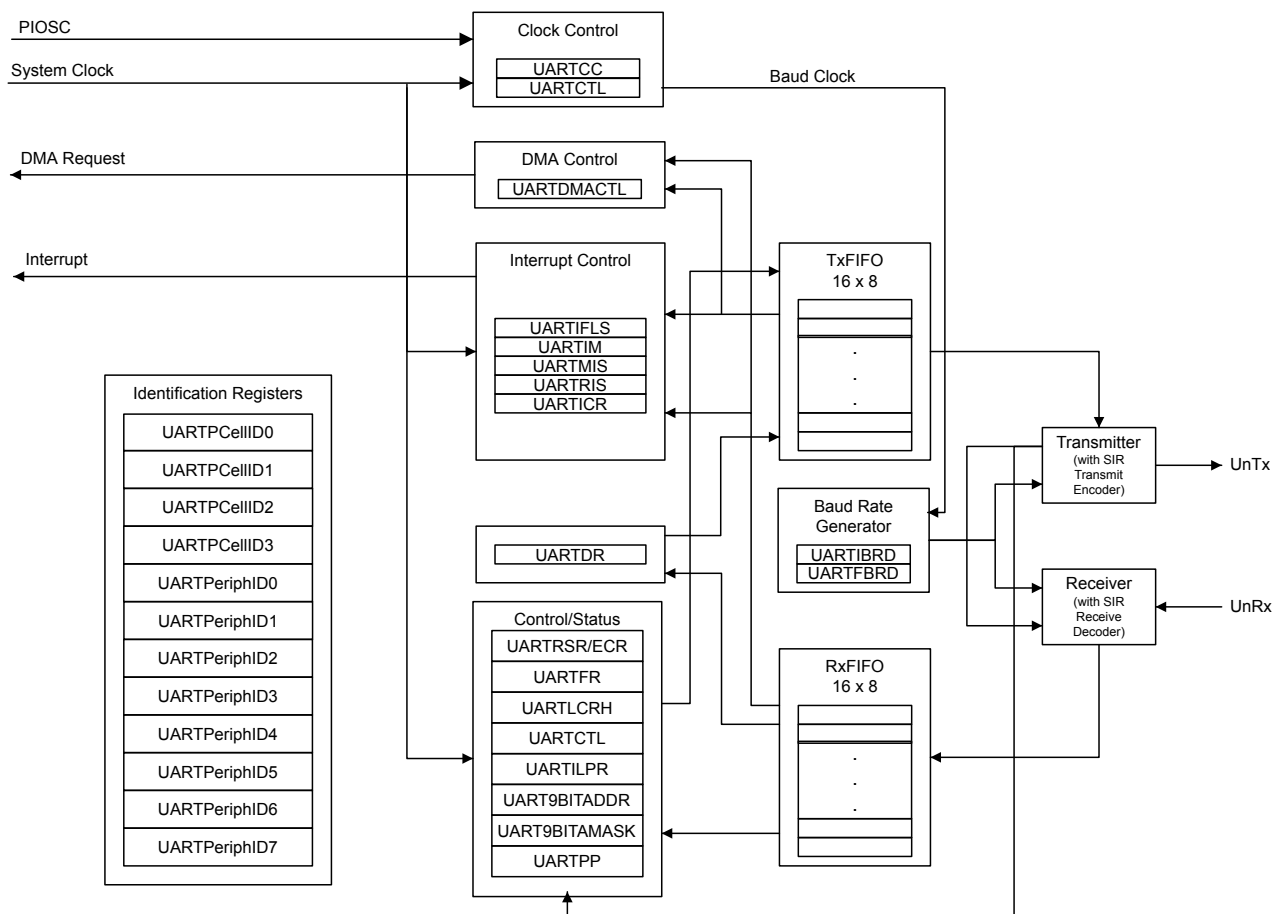 PIOSC
System Clock
Clock Control
UARTCC
UARTCTL
Baud Clock
DMA Request
DMA Control
UARTDMACTL
Interrupt
Interrupt Control
UARTIFLS
UARTIM
UARTMIS
UARTRIS
UARTICR
TxFIFO
16 x 8
.
.
.
Identification Registers
UARTPCellID0
UARTPCellID1
UARTPCellID2
UARTPCellID3
UARTPeriphID0
UARTPeriphID1
UARTPeriphID2
UARTPeriphID3
UARTPeriphID4
UARTPeriphID5
UARTPeriphID6
UARTPeriphID7
Transmitter
(with SIR
Transmit
Encoder)
UnTx
UARTDR
Baud Rate
Generator
UARTIBRD
UARTFBRD
Receiver
(with SIR
Receive
Decoder)
UnRx
Control/Status
UARTRSR/ECR
UARTFR
UARTLCRH
UARTCTL
UARTILPR
UART9BITADDR
UART9BITAMASK
UARTPP
RxFIFO
16 x 8
.
.
.